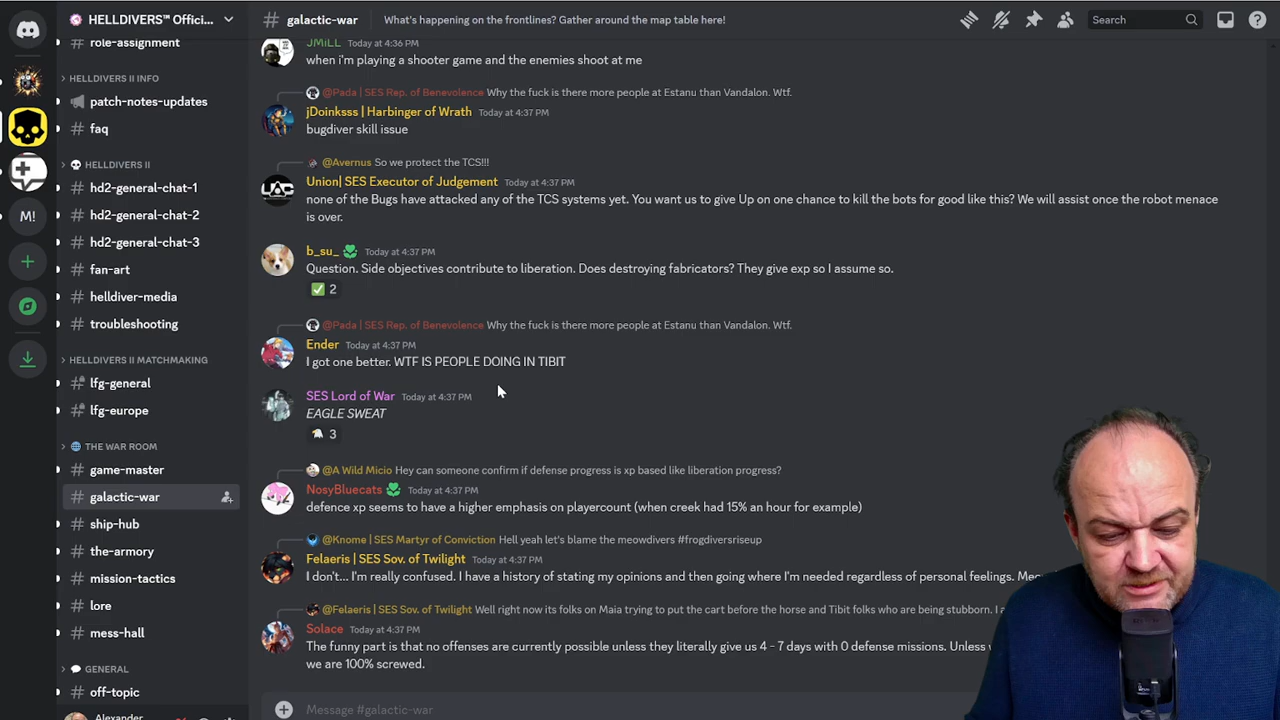 HELLDIVERS™ Offici...
galactic-war
What's happening on the frontlines? Gather around the map table here!
Search
role-assignment
HELLDIVERS II INFO
patch-notes-updates
faq
HELLDIVERS II
hd2-general-chat-1
hd2-general-chat-2
hd2-general-chat-3
fan-art
helldiver-media
troubleshooting
HELLDIVERS II MATCHMAKING
lfg-general
lfg-europe
THE WAR ROOM
game-master
galactic-war
ship-hub
the-armory
mission-tactics
lore
mess-hall
GENERAL
off-topic
Alexander
M!
JMiLL Today at 4:36 PM
when i'm playing a shooter game and the enemies shoot at me
@Pada | SES Rep. of Benevolence Why the fuck is there more people at Estanu than Vandalon. Wtf.
jDoinksss | Harbinger of Wrath Today at 4:37 PM
bugdiver skill issue
@Avernus So we protect the TCS!!!
Union| SES Executor of Judgement Today at 4:37 PM
none of the Bugs have attacked any of the TCS systems yet. You want us to give Up on one chance to kill the bots for good like this? We will assist once the robot menace
is over.
b_su_ Today at 4:37 PM
Question. Side objectives contribute to liberation. Does destroying fabricators? They give exp so I assume so.
2
@Pada | SES Rep. of Benevolence Why the fuck is there more people at Estanu than Vandalon. Wtf.
Ender Today at 4:37 PM
I got one better. WTF IS PEOPLE DOING IN TIBIT
SES Lord of War Today at 4:37 PM
EAGLE SWEAT
3
@A Wild Micio Hey can someone confirm if defense progress is xp based like liberation progress?
NosyBluecats Today at 4:37 PM
defence xp seems to have a higher emphasis on playercount (when creek had 15% an hour for example)
@Knome | SES Martyr of Conviction Hell yeah let's blame the meowdivers #frogdiversriseup
Felaeris | SES Sov. of Twilight Today at 4:37 PM
I don't... I'm really confused. I have a history of stating my opinions and then going where I'm needed regardless of personal feelings.
@Felaeris | SES Sov. of Twilight Well right now its folks on Maia trying to put the cart before the horse and Tibit folks who are being stubborn. I
Solace Today at 4:37 PM
The funny part is that no offenses are currently possible unless they literally give us 4 - 7 days with 0 defense missions. Unless
we are 100% screwed.
Message #galactic-war